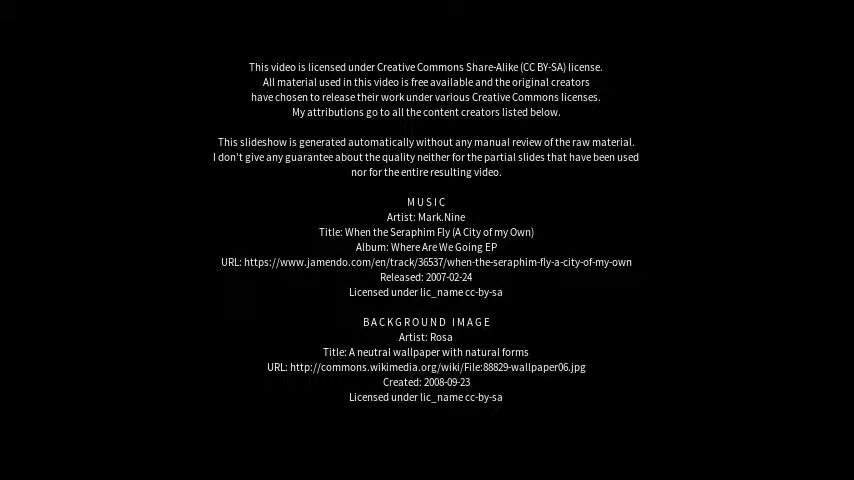 This video is licensed under Creative Commons Share-Alike (CC BY-SA) license.
All material used in this video is free available and the original creators
have chosen to release their work under various Creative Commons licenses.
My attributions go to all the content creators listed below.
This slideshow is generated automatically without any manual review of the raw material.
I don't give any guarantee about the quality neither for the partial slides that have been used
nor for the entire resulting video.
MUSIC
Artist: Mark.Nine
Title: When the Seraphim Fly (A City of my Own)
Album: Where Are We Going EP
URL: https://www.jamendo.com/en/track/36537/when-the-seraphim-fly-a-city-of-my-own
Released: 2007-02-24
Licensed under lic_name cc-by-sa
BACKGROUND IMAGE
Artist: Rosa
Title: A neutral wallpaper with natural forms
URL: http://commons.wikimedia.org/wiki/File:88829-wallpaper06.jpg
Created: 2008-09-23
Licensed under lic_name cc-by-sa